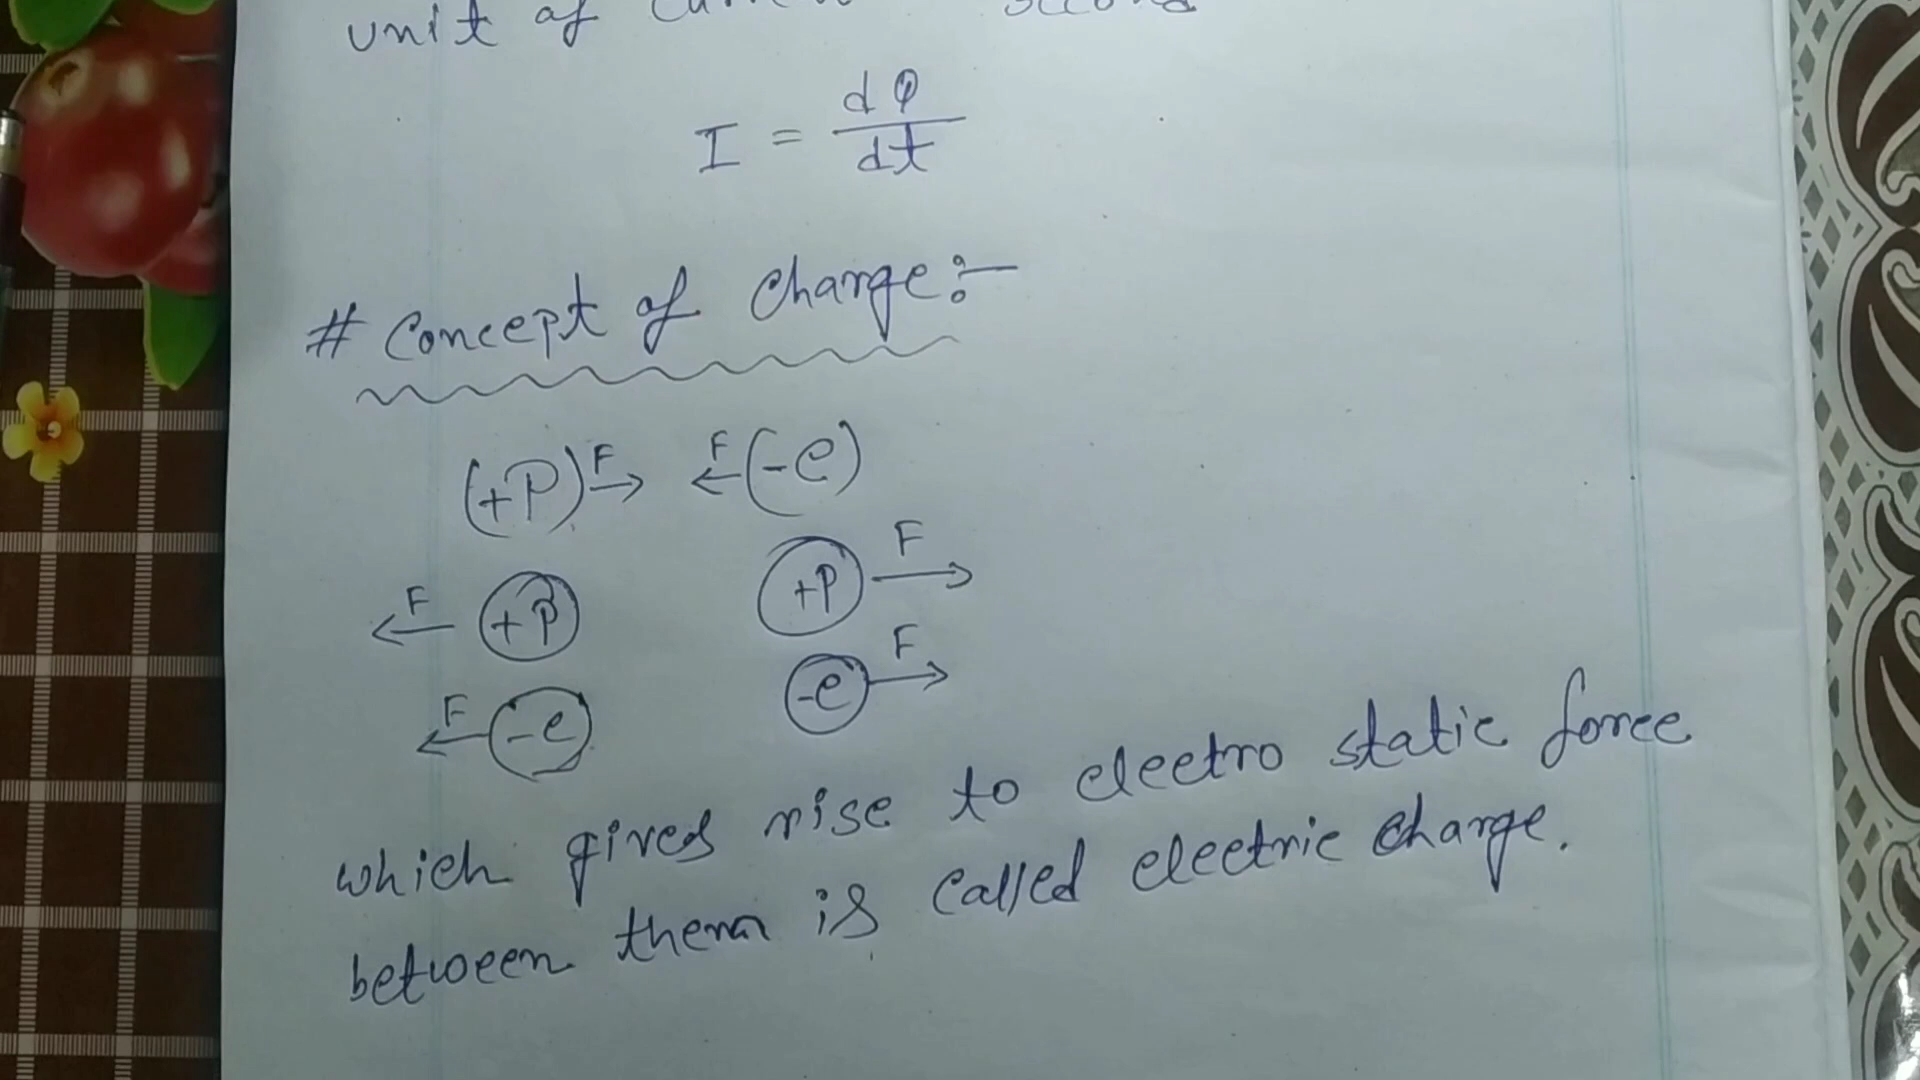 unit of
I = dQ/dt
# Concept of charge:-
(+P) F→ ←F (-e)
←F (+P) (+P) F→
←F (-e) (-e) F→
which gives rise to electro static force
between them is called electric charge.